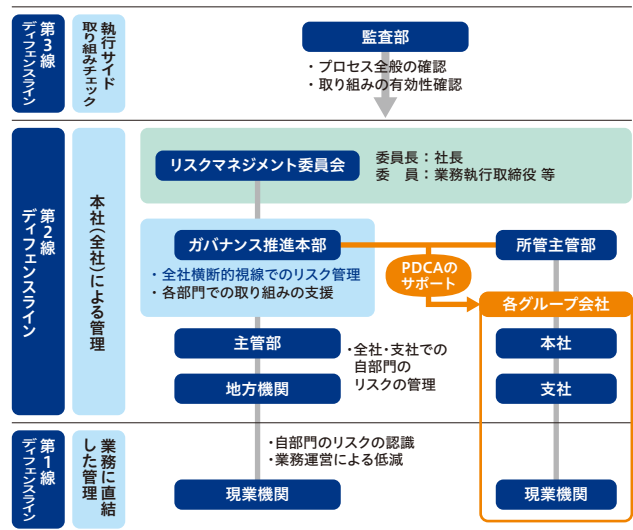 第3線
ディフェンスライン
執行サイド
取り組みチェック
監査部
・プロセス全般の確認
・取り組みの有効性確認
第2線
ディフェンスライン
本社(全社)による管理
リスクマネジメント委員会
委員長：社長
委　員：業務執行取締役 等
ガバナンス推進本部
・全社横断的視線でのリスク管理
・各部門での取り組みの支援
所管主管部
PDCAの
サポート
各グループ会社
主管部
地方機関
・全社・支社での
自部門の
リスクの管理
本社
支社
第1線
ディフェンスライン
業務に直結
した管理
・自部門のリスクの認識
・業務運営による低減
現業機関
現業機関